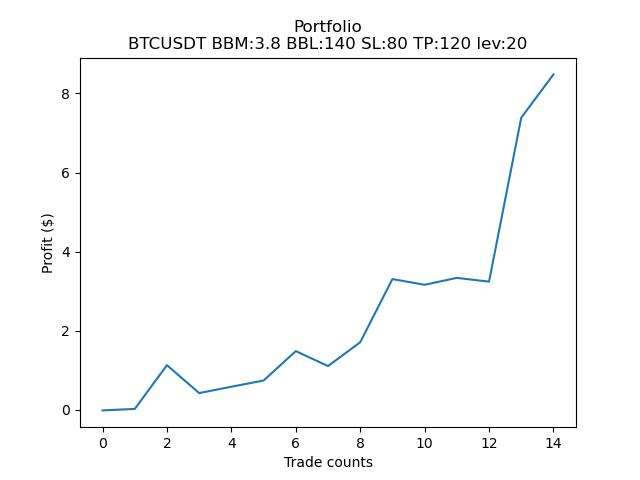 Portfolio
BTCUSDT BBM:3.8 BBL:140 SL:80 TP:120 lev:20
8
6
4
2
0
Profit ($)
0 2 4 6 8 10 12 14
Trade counts